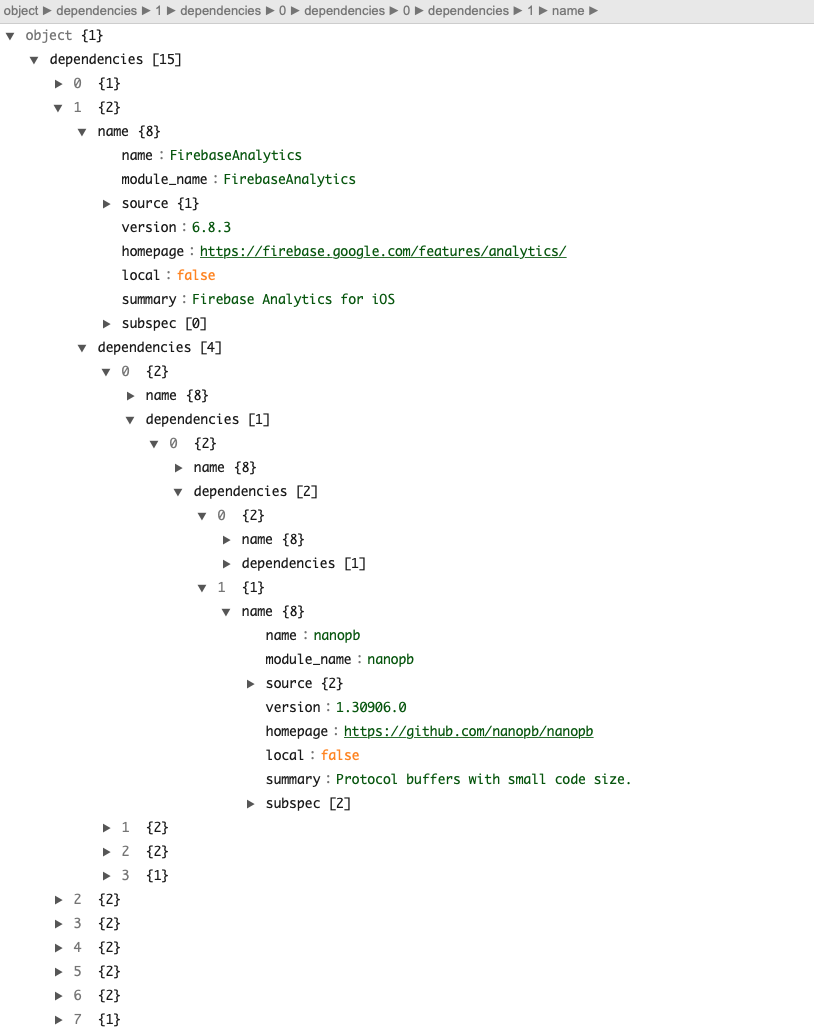 object ▶ dependencies ▶ 1 ▶ dependencies ▶ 0 ▶ dependencies ▶ 0 ▶ dependencies ▶ 1 ▶ name ▶
▼ object {1}
▼ dependencies [15]
▶ 0 {1}
▼ 1 {2}
▼ name {8}
name : FirebaseAnalytics
module_name : FirebaseAnalytics
▶ source {1}
version : 6.8.3
homepage : https://firebase.google.com/features/analytics/
local : false
summary : Firebase Analytics for iOS
▶ subspec [0]
▼ dependencies [4]
▼ 0 {2}
▶ name {8}
▼ dependencies [1]
▼ 0 {2}
▶ name {8}
▼ dependencies [2]
▼ 0 {2}
▶ name {8}
▶ dependencies [1]
▼ 1 {1}
▼ name {8}
name : nanopb
module_name : nanopb
▶ source {2}
version : 1.30906.0
homepage : https://github.com/nanopb/nanopb
local : false
summary : Protocol buffers with small code size.
▶ subspec [2]
▶ 1 {2}
▶ 2 {2}
▶ 3 {1}
▶ 2 {2}
▶ 3 {2}
▶ 4 {2}
▶ 5 {2}
▶ 6 {2}
▶ 7 {1}